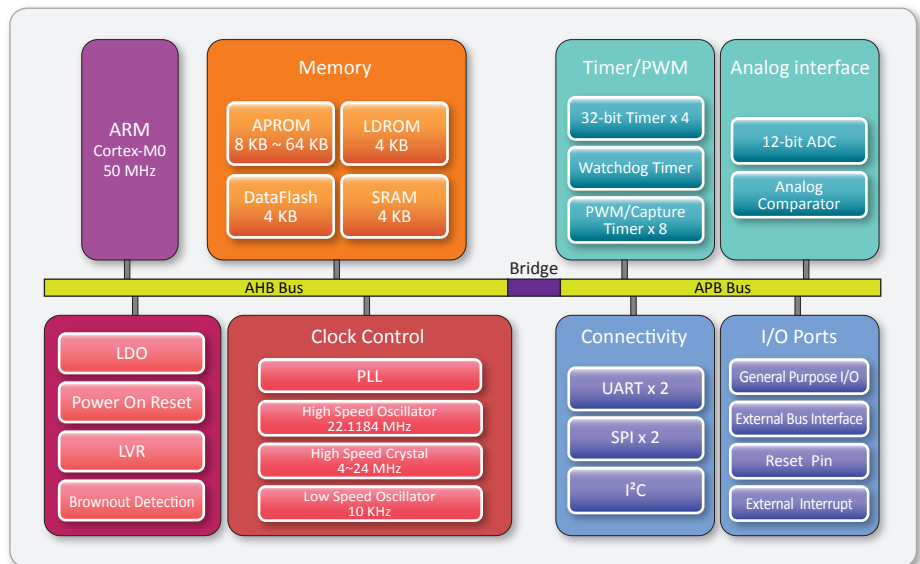 ARM
Cortex-M0
50 MHz
Memory
APROM
8 KB ~ 64 KB
LDROM
4 KB
DataFlash
4 KB
SRAM
4 KB
Timer/PWM
32-bit Timer x 4
Watchdog Timer
PWM/Capture
Timer x 8
Analog interface
12-bit ADC
Analog
Comparator
AHB Bus
Bridge
APB Bus
LDO
Power On Reset
LVR
Brownout Detection
Clock Control
PLL
High Speed Oscillator
22.1184 MHz
High Speed Crystal
4~24 MHz
Low Speed Oscillator
10 KHz
Connectivity
UART x 2
SPI x 2
I²C
I/O Ports
General Purpose I/O
External Bus Interface
Reset Pin
External Interrupt